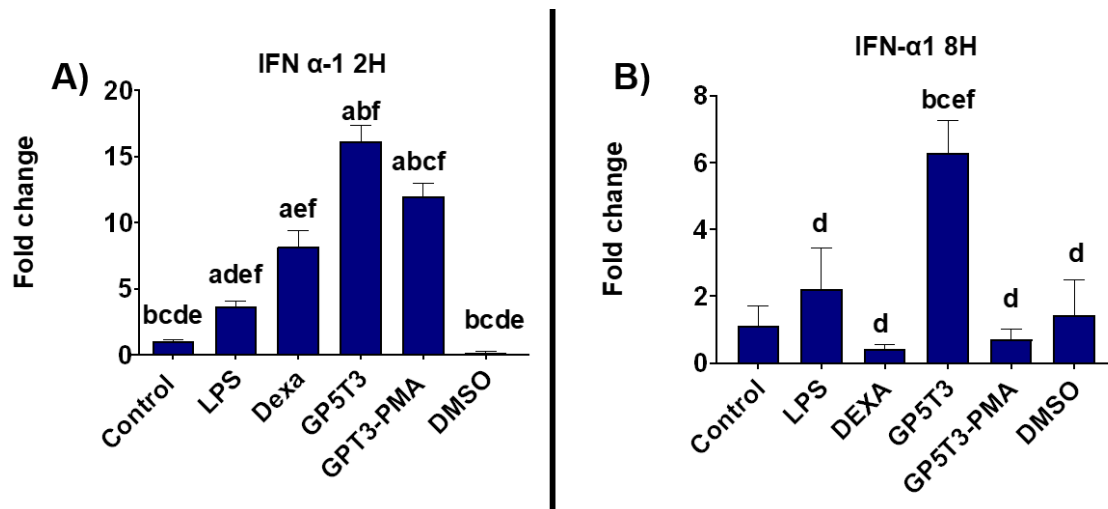 A)
IFN α-1 2H
Fold change
20
15
10
5
0
bcde
adef
aef
abf
abcf
bcde
Control
LPS
Dexa
GP5T3
GPT3-PMA
DMSO
B)
IFN-α1 8H
Fold change
8
6
4
2
0
d
d
bcef
d
d
Control
LPS
DEXA
GP5T3
GP5T3-PMA
DMSO